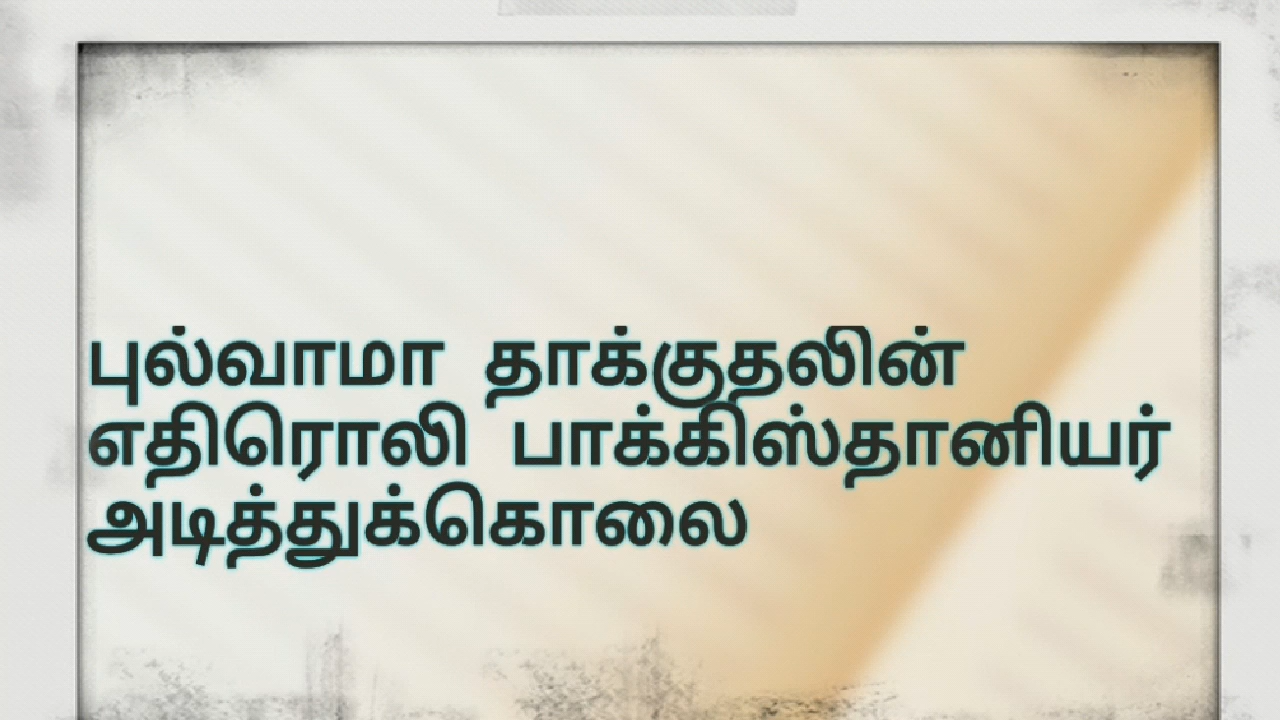 புல்வாமா தாக்குதலின்
எதிரொலி பாக்கிஸ்தானியர்
அடித்துக்கொலை